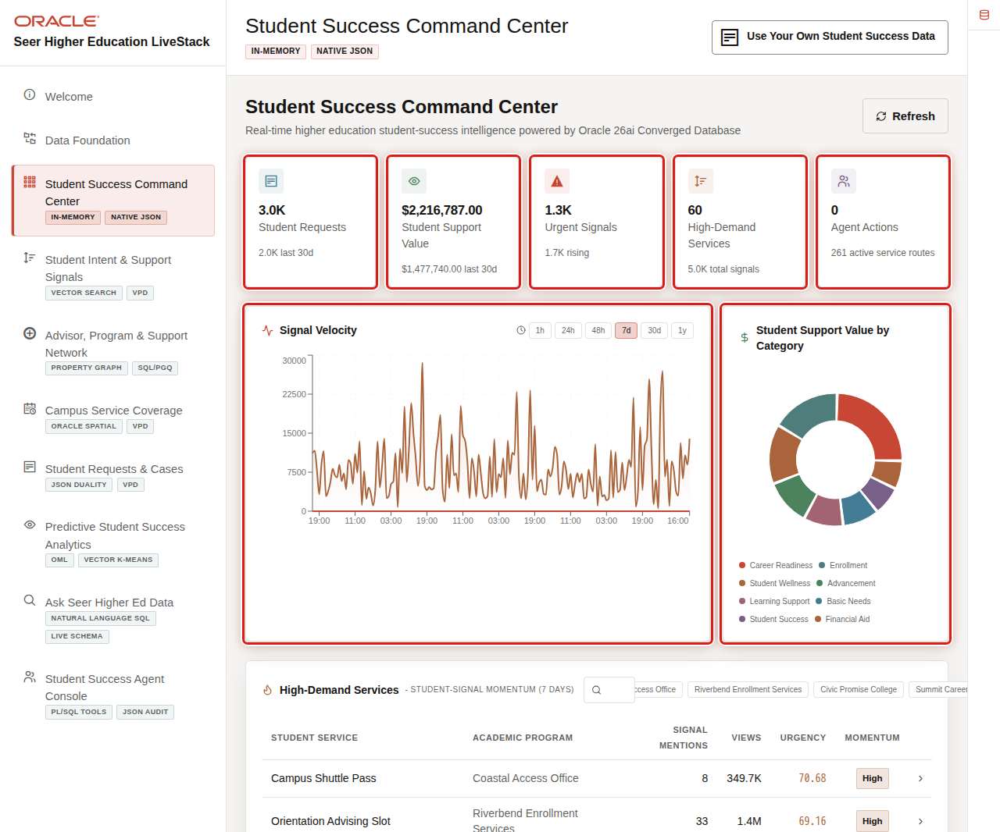 ORACLE
Seer Higher Education LiveStack
Welcome
Data Foundation
Student Success Command
Center
IN-MEMORY NATIVE JSON
Student Intent & Support
Signals
VECTOR SEARCH VPD
Advisor, Program & Support
Network
PROPERTY GRAPH SQL/PGQ
Campus Service Coverage
ORACLE SPATIAL VPD
Student Requests & Cases
JSON DUALITY VPD
Predictive Student Success
Analytics
OML VECTOR K-MEANS
Ask Seer Higher Ed Data
NATURAL LANGUAGE SQL
LIVE SCHEMA
Student Success Agent
Console
PL/SQL TOOLS JSON AUDIT
Student Success Command Center
IN-MEMORY NATIVE JSON
Use Your Own Student Success Data
Student Success Command Center
Real-time higher education student-success intelligence powered by Oracle 26ai Converged Database
Refresh
3.0K
Student Requests
2.0K last 30d
$2,216,787.00
Student Support
Value
$1,477,740.00 last 30d
1.3K
Urgent Signals
1.7K rising
60
High-Demand
Services
5.0K total signals
0
Agent Actions
261 active service routes
Signal Velocity
1h 24h 48h 7d 30d 1y
30000
22500
15000
7500
0
19:00 11:00 03:00 19:00 11:00 03:00 19:00 11:00 03:00 19:00 16:00
Student Support Value by
Category
Career Readiness Enrollment
Student Wellness Advancement
Learning Support Basic Needs
Student Success Financial Aid
High-Demand Services - STUDENT-SIGNAL MOMENTUM (7 DAYS)
ccess Office Riverbend Enrollment Services Civic Promise College Summit Career
STUDENT SERVICE ACADEMIC PROGRAM SIGNAL MENTIONS VIEWS URGENCY MOMENTUM
Campus Shuttle Pass Coastal Access Office 8 349.7K 70.68 High
Orientation Advising Slot Riverbend Enrollment Services 33 1.4M 69.16 High